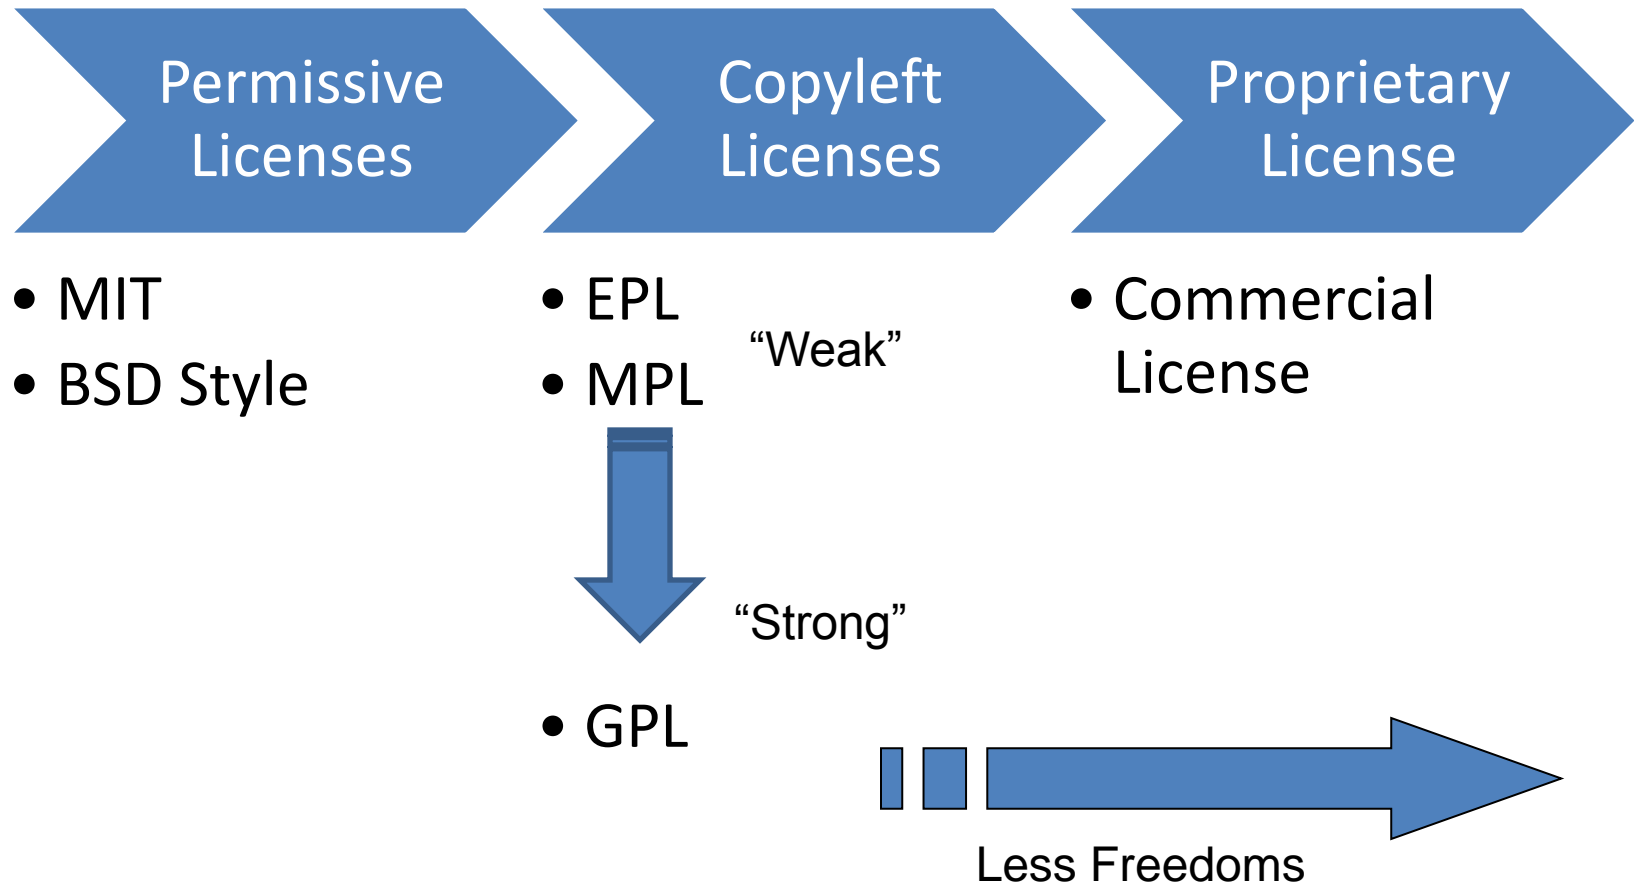 Permissive
Licenses
Copyleft
Licenses
Proprietary
License
• MIT
• BSD Style
• EPL
• MPL
“Weak”
“Strong”
• GPL
• Commercial
License
Less Freedoms